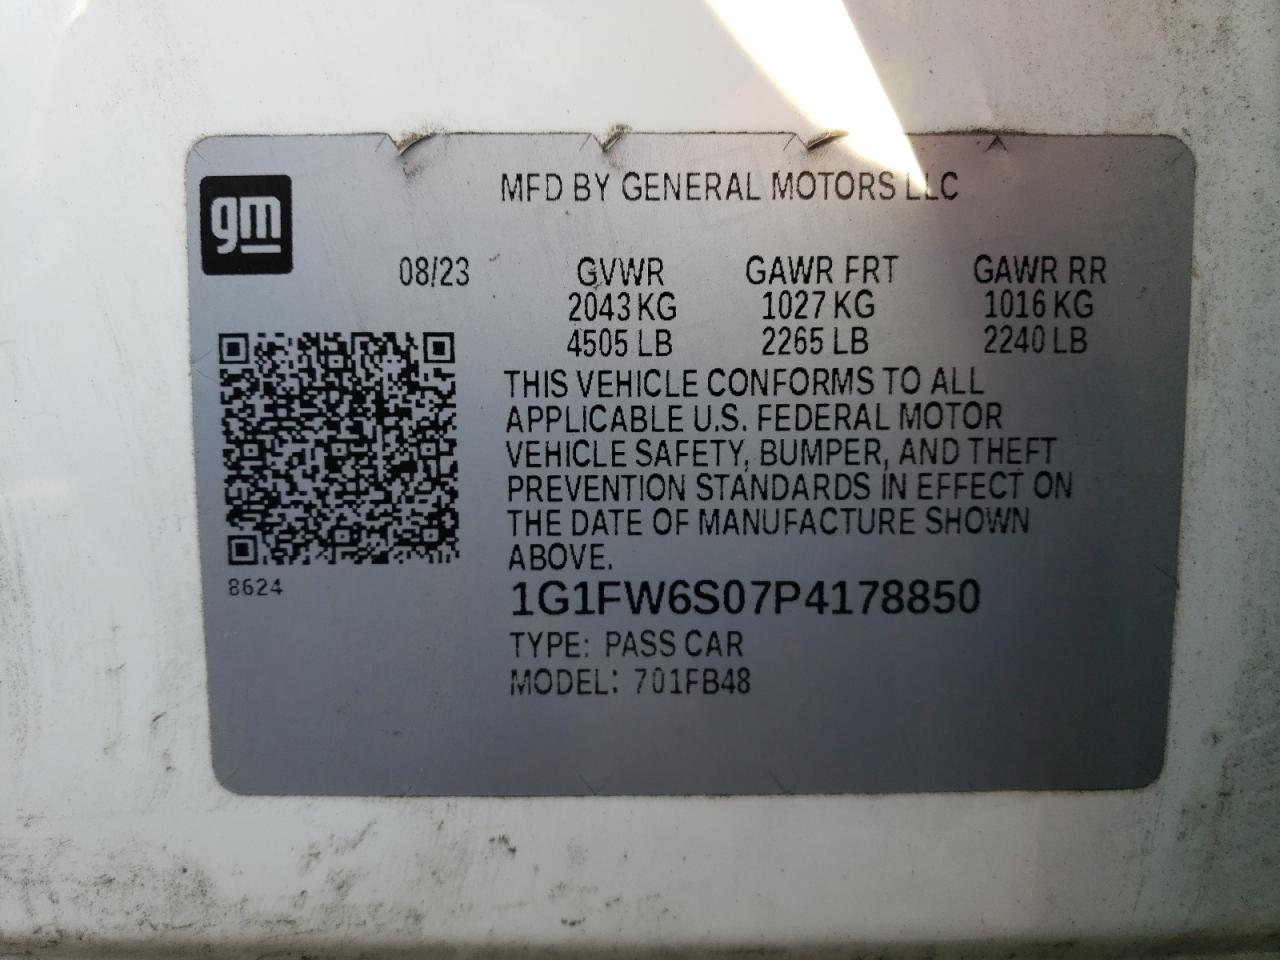 gm
MFD BY GENERAL MOTORS LLC
08/23 GVWR GAWR FRT GAWR RR
2043 KG 1027 KG 1016 KG
4505 LB 2265 LB 2240 LB
THIS VEHICLE CONFORMS TO ALL
APPLICABLE U.S. FEDERAL MOTOR
VEHICLE SAFETY, BUMPER, AND THEFT
PREVENTION STANDARDS IN EFFECT ON
THE DATE OF MANUFACTURE SHOWN
ABOVE.
8624
1G1FW6S07P4178850
TYPE: PASS CAR
MODEL: 701FB48